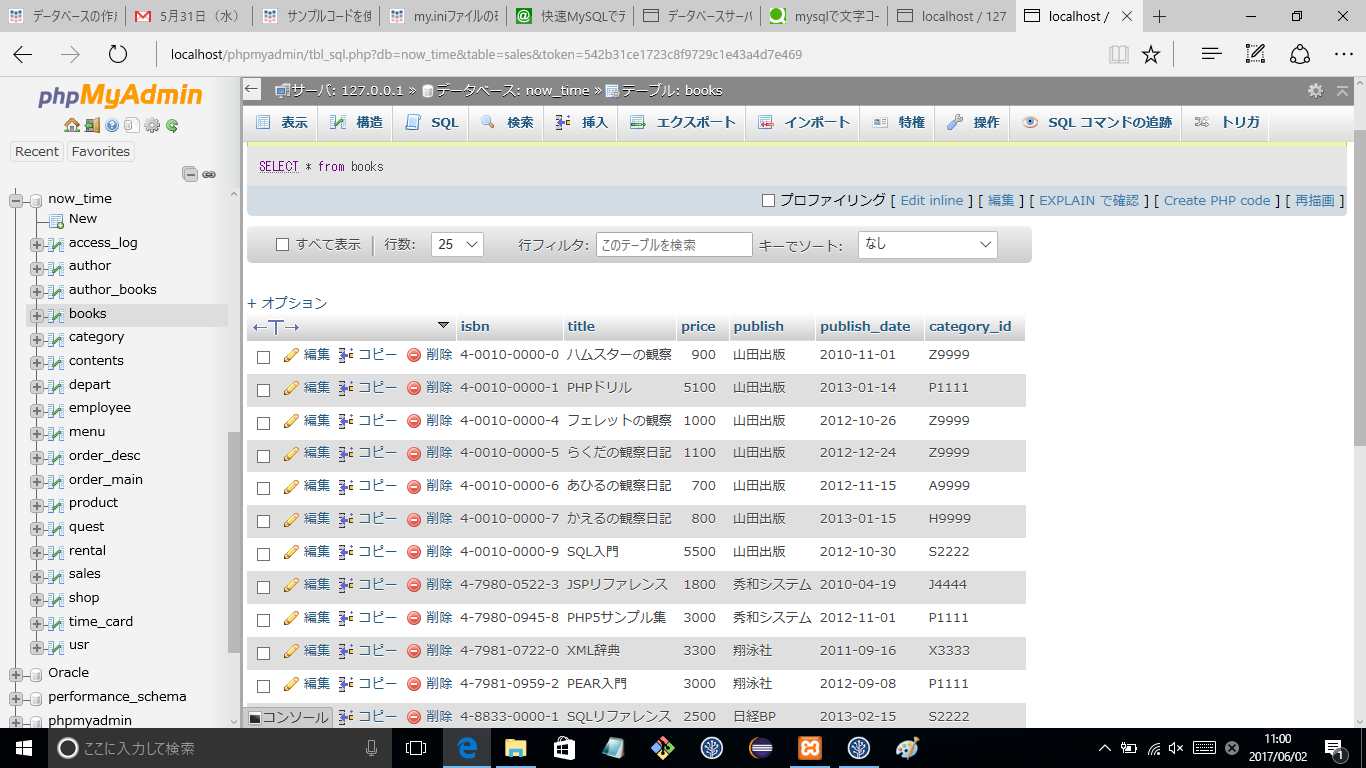 データベースの作成
5月31日（水）
サンプルコードを使
my.iniファイルの
快速MySQLでデ
データベースサーバ
mysqlで文字コー
localhost / 127
localhost /
localhost/phpmyadmin/tbl_sql.php?db=now_time&table=sales&token=542b31ce1723c8f9729c1e43a4d7e469
phpMyAdmin
Recent Favorites
now_time
New
access_log
author
author_books
books
category
contents
depart
employee
menu
order_desc
order_main
product
quest
rental
sales
shop
time_card
usr
Oracle
performance_schema
phpmyadmin
サーバ: 127.0.0.1 » データベース: now_time » テーブル: books
表示 構造 SQL 検索 挿入 エクスポート インポート 特権 操作 SQL コマンドの追跡 トリガ
SELECT * from books
プロファイリング [ Edit inline ] [ 編集 ] [ EXPLAIN で確認 ] [ Create PHP code ] [ 再描画 ]
すべて表示 行数: 25 行フィルタ: このテーブルを検索 キーでソート: なし
+ オプション
←T→ isbn title price publish publish_date category_id
編集 コピー 削除 4-0010-0000-0 ハムスターの観察 900 山田出版 2010-11-01 Z9999
編集 コピー 削除 4-0010-0000-1 PHPドリル 5100 山田出版 2013-01-14 P1111
編集 コピー 削除 4-0010-0000-4 フェレットの観察 1000 山田出版 2012-10-26 Z9999
編集 コピー 削除 4-0010-0000-5 らくだの観察日記 1100 山田出版 2012-12-24 Z9999
編集 コピー 削除 4-0010-0000-6 あひるの観察日記 700 山田出版 2012-11-15 A9999
編集 コピー 削除 4-0010-0000-7 かえるの観察日記 800 山田出版 2013-01-15 H9999
編集 コピー 削除 4-0010-0000-9 SQL入門 5500 山田出版 2012-10-30 S2222
編集 コピー 削除 4-7980-0522-3 JSPリファレンス 1800 秀和システム 2010-04-19 J4444
編集 コピー 削除 4-7980-0945-8 PHP5サンプル集 3000 秀和システム 2012-11-01 P1111
編集 コピー 削除 4-7981-0722-0 XML辞典 3300 翔泳社 2011-09-16 X3333
編集 コピー 削除 4-7981-0959-2 PEAR入門 3000 翔泳社 2012-09-08 P1111
コピー 削除 4-8833-0000-1 SQLリファレンス 2500 日経BP 2013-02-15 S2222
コンソール
ここに入力して検索
11:00
2017/06/02
1